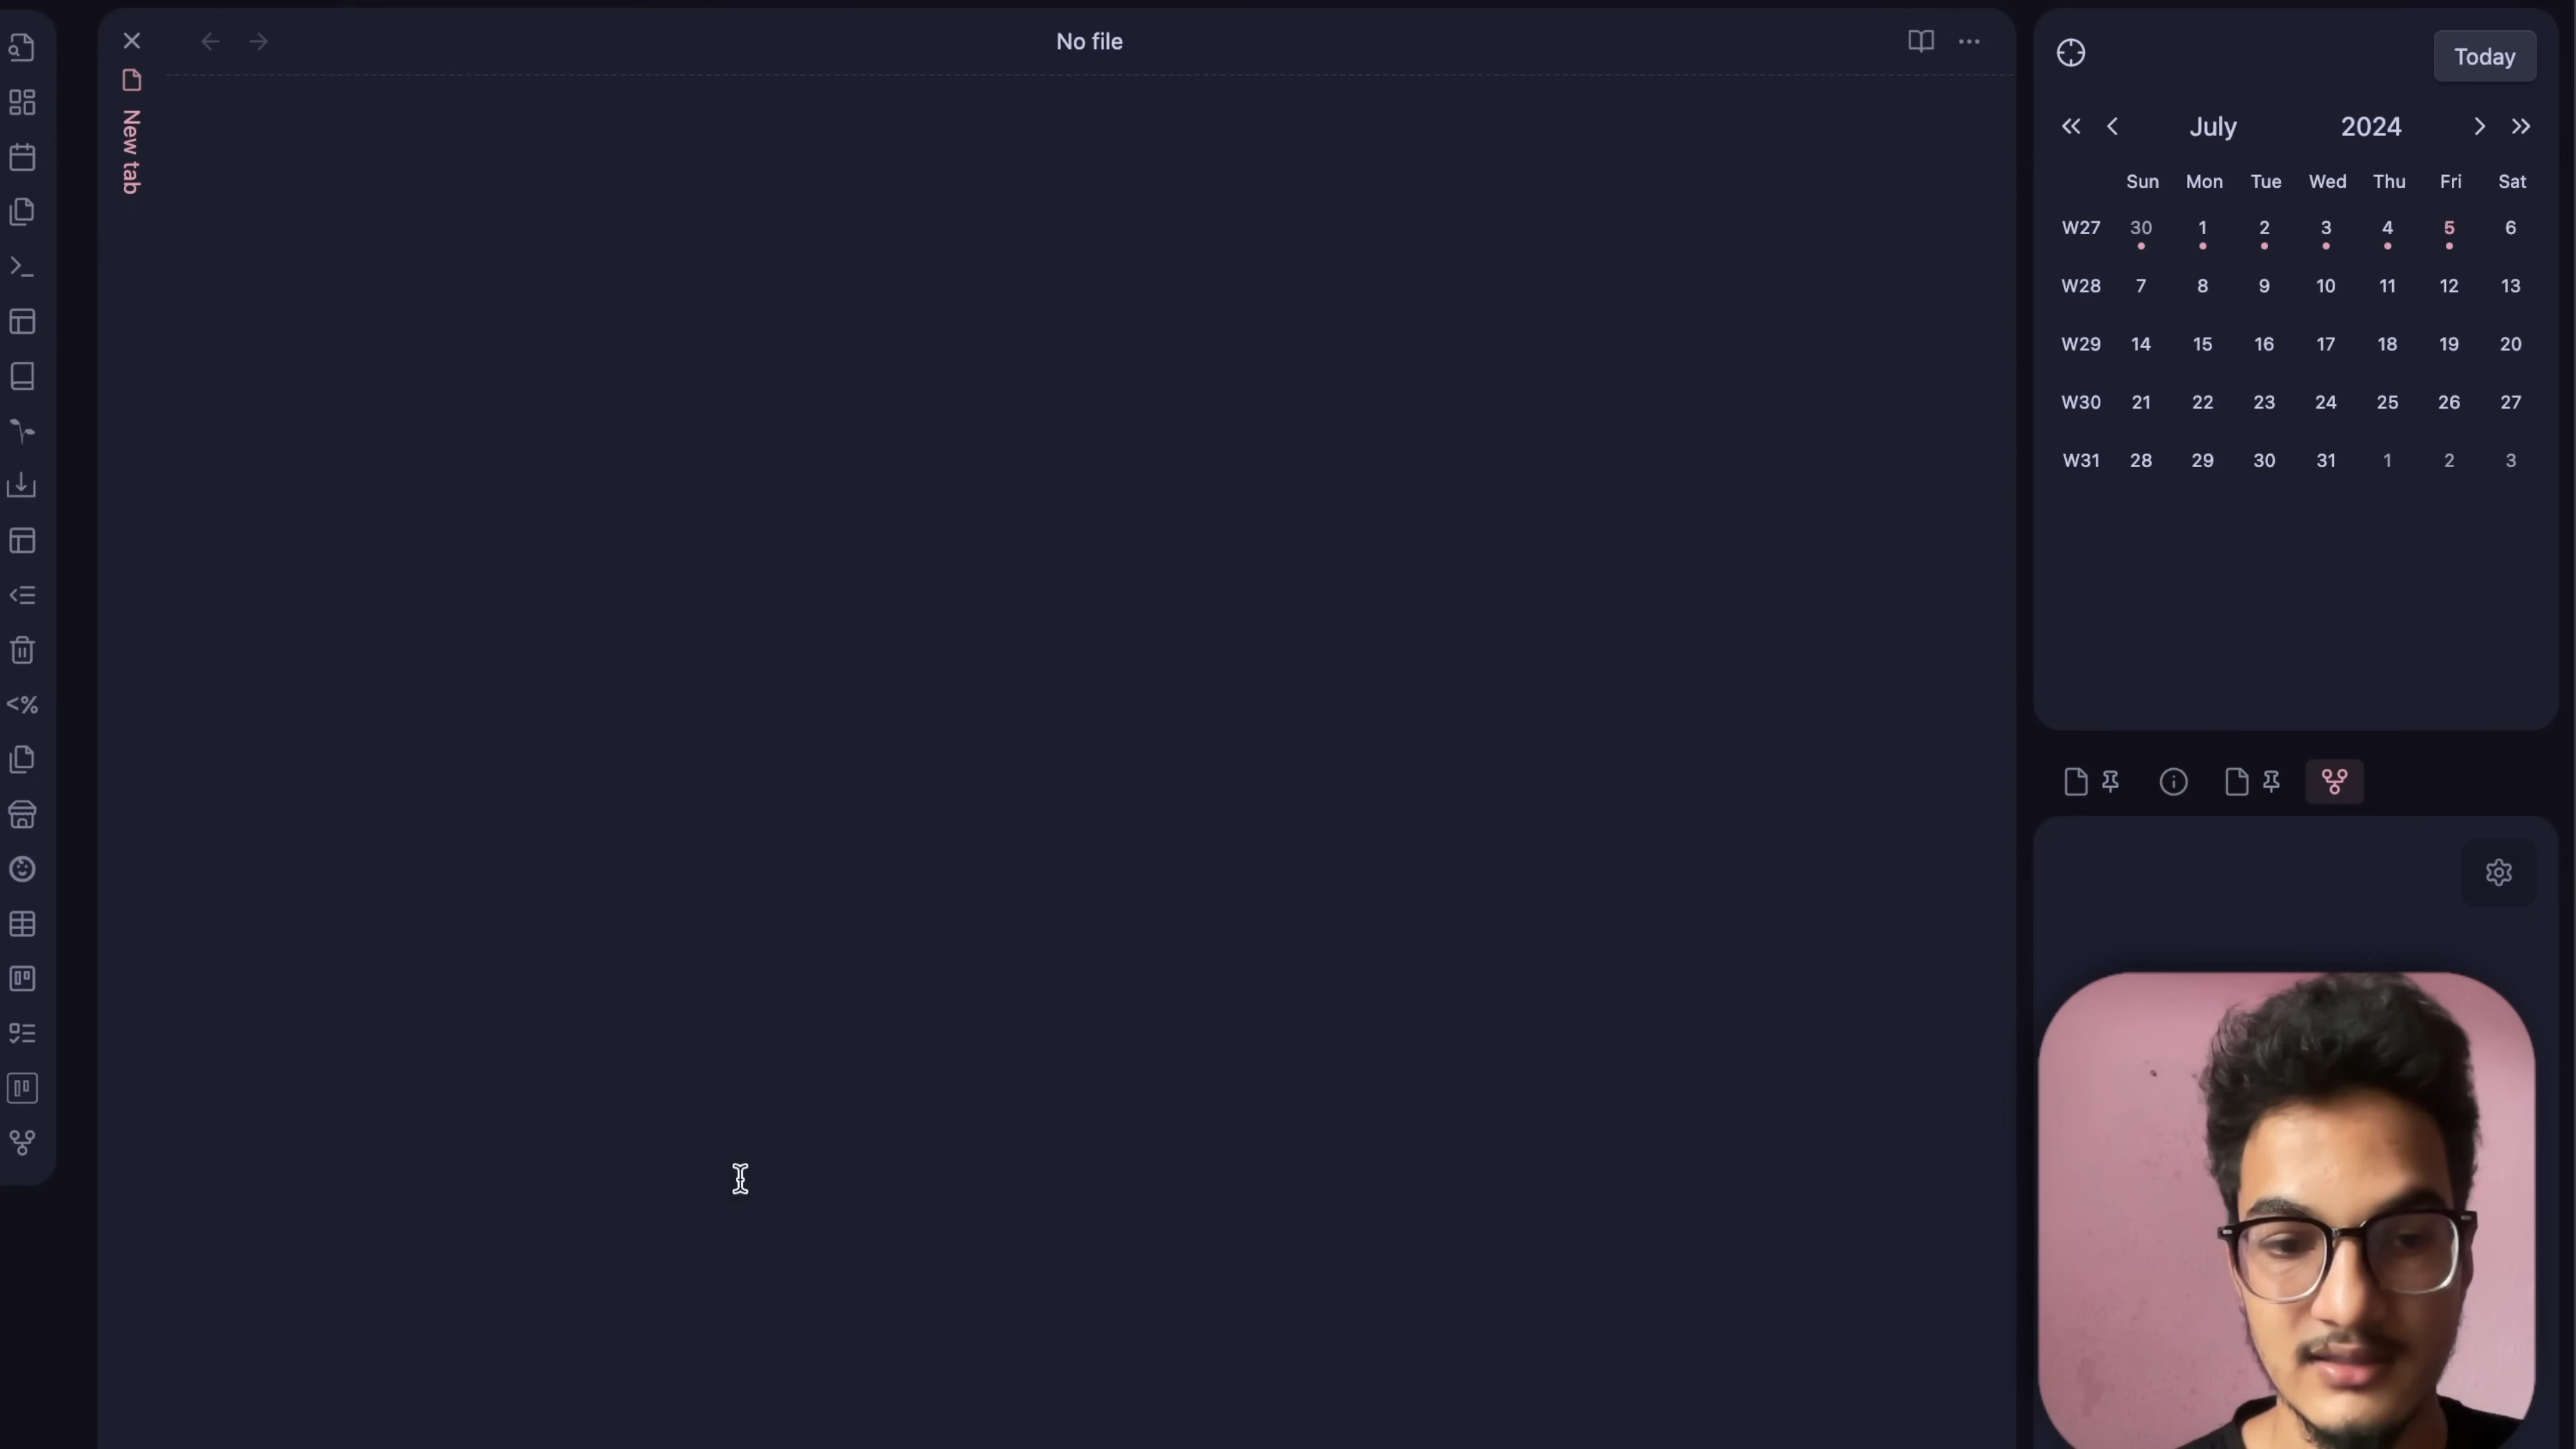 No file
New tab
<%
Today
July 2024
Sun Mon Tue Wed Thu Fri Sat
W27 30 1 2 3 4 5 6
W28 7 8 9 10 11 12 13
W29 14 15 16 17 18 19 20
W30 21 22 23 24 25 26 27
W31 28 29 30 31 1 2 3